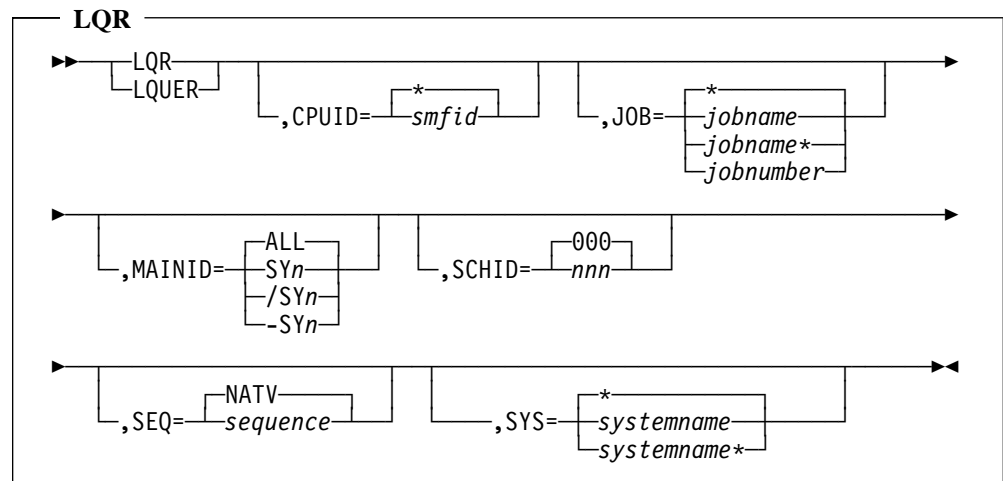 LQR
LQR
LQUER
,CPUID=
*
smfid
,JOB=
*
jobname
jobname*
jobnumber
,MAINID=
ALL
SYn
/SYn
-SYn
,SCHID=
000
nnn
,SEQ=
NATV
sequence
,SYS=
*
systemname
systemname*